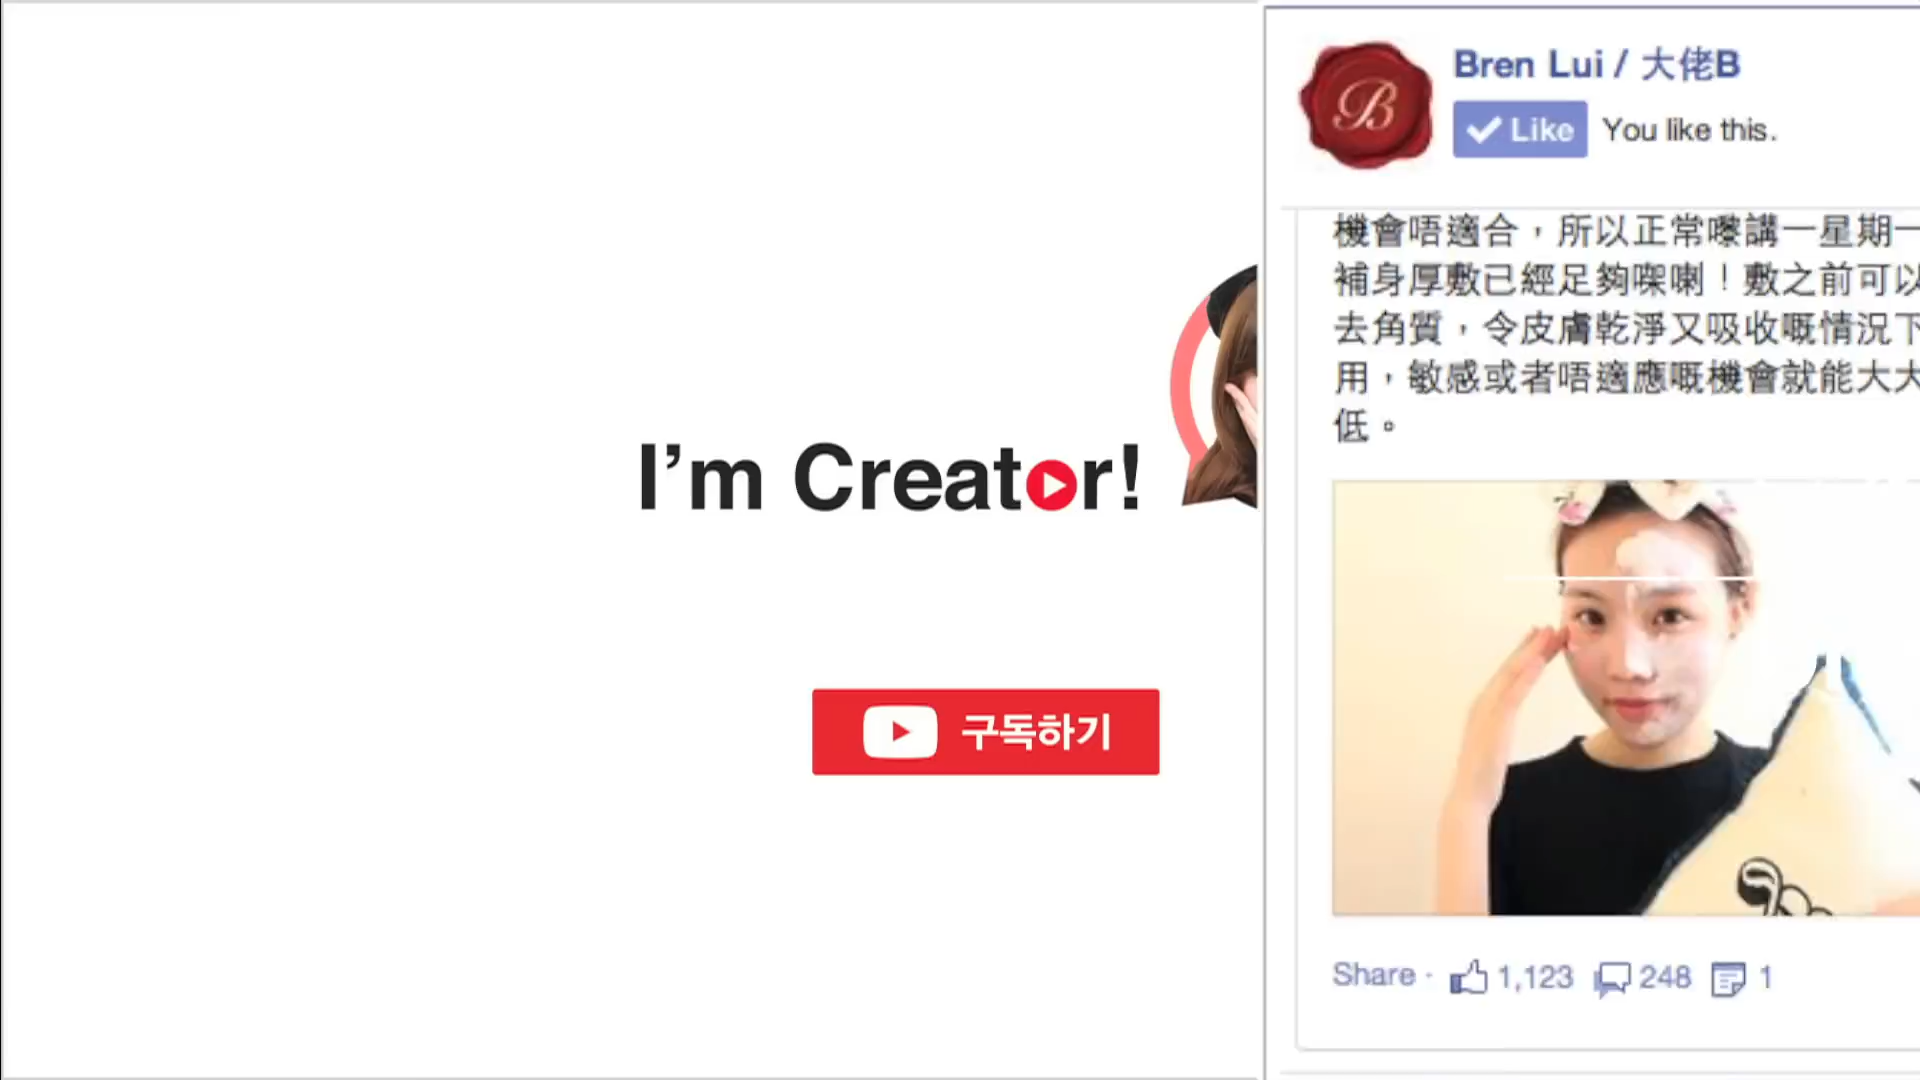 I'm Creator!
구독하기
Bren Lui / 大佬B
Like You like this.
機會唔適合，所以正常嚟講一星期一
補身厚敷已經足夠㗎喇！敷之前可以
去角質，令皮膚乾淨又吸收嘅情況下
用，敏感或者唔適應嘅機會就能大大
低。
Share · 1,123 248 1